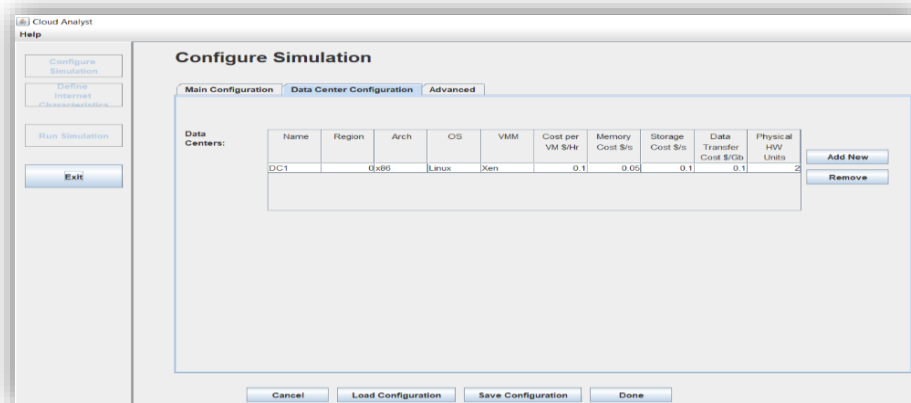 Cloud Analyst
Help
Configure
Simulation
Define
Internet
Characteristics
Run Simulation
Exit
Configure Simulation
Main Configuration Data Center Configuration Advanced
Data
Centers:
Name Region Arch OS VMM Cost per VM $/Hr Memory Cost $/s Storage Cost $/s Data Transfer Cost $/Gb Physical HW Units
DC1 0 x86 Linux Xen 0.1 0.05 0.1 0.1 2
Add New
Remove
Cancel Load Configuration Save Configuration Done